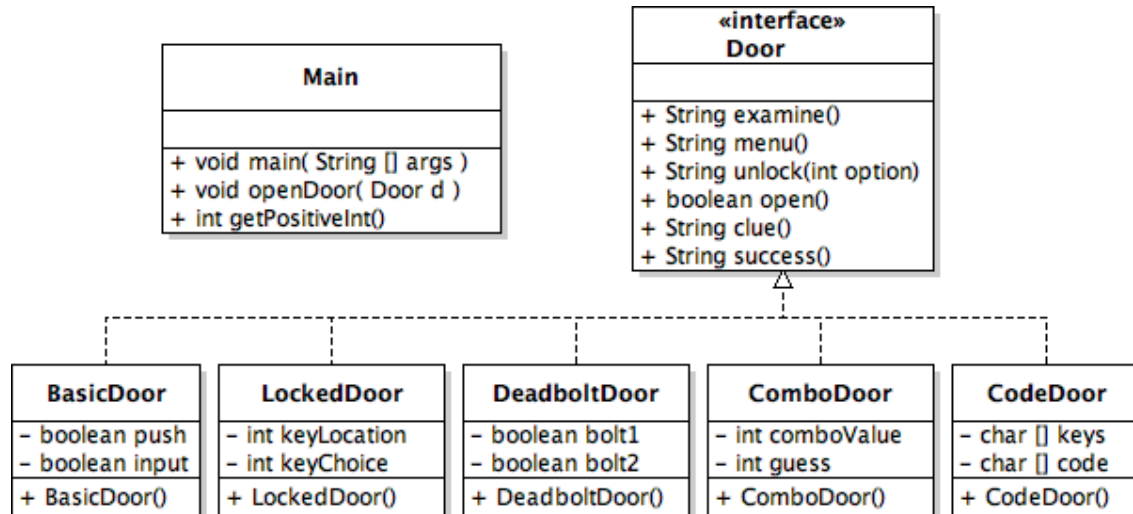 Main
+ void main( String [] args )
+ void openDoor( Door d )
+ int getPositiveInt()
«interface»
Door
+ String examine()
+ String menu()
+ String unlock(int option)
+ boolean open()
+ String clue()
+ String success()
BasicDoor
– boolean push
– boolean input
+ BasicDoor()
LockedDoor
– int keyLocation
– int keyChoice
+ LockedDoor()
DeadboltDoor
– boolean bolt1
– boolean bolt2
+ DeadboltDoor()
ComboDoor
– int comboValue
– int guess
+ ComboDoor()
CodeDoor
– char [] keys
– char [] code
+ CodeDoor()